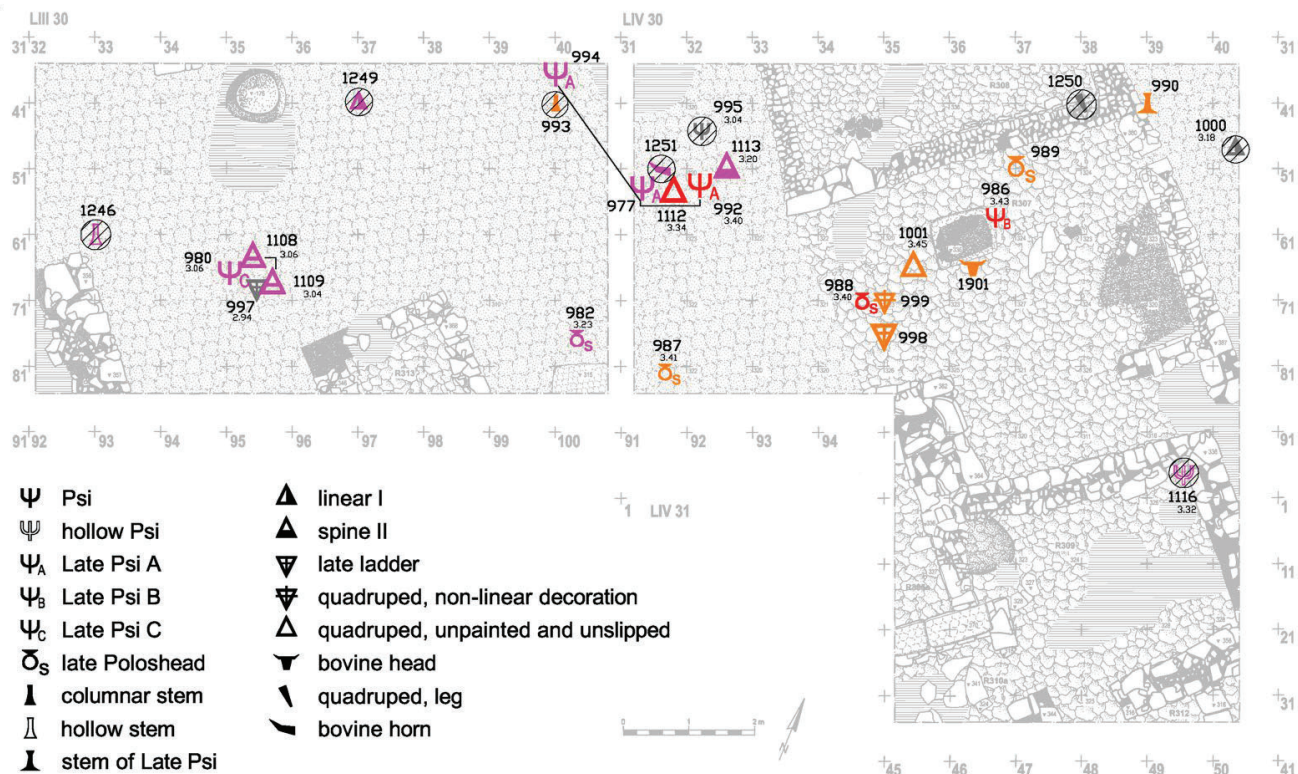 LIII 30
LIV 30
31 32 33 34 35 36 37 38 39 40 31 32 33 34 35 36 37 38 39 40 31
994
A
1249
1250
990
41 993 995 3.04 41
1000 3.18
1251 1113 3.20
989
51 51
A A S
986 3.43
R307
B
1246 977 1112 3.34 992 3.40
61 1108 3.06 1001 3.45 61
980 3.06 C
1109 3.04
1901
997 2.94 988 3.40 S 999
71 71
982 3.23 S
998
987 3.41 S
R313
81 81
91 92 93 94 95 96 97 98 99 100 91 92 93 94 91
1116 3.32
1 LIV 31 1
R309
11
21
R310a
R312
31
0 1 2 m
N
45 46 47 48 49 50 41
Psi
hollow Psi
A Late Psi A
B Late Psi B
C Late Psi C
S late Poloshead
columnar stem
hollow stem
stem of Late Psi
linear I
spine II
late ladder
quadruped, non-linear decoration
quadruped, unpainted and unslipped
bovine head
quadruped, leg
bovine horn